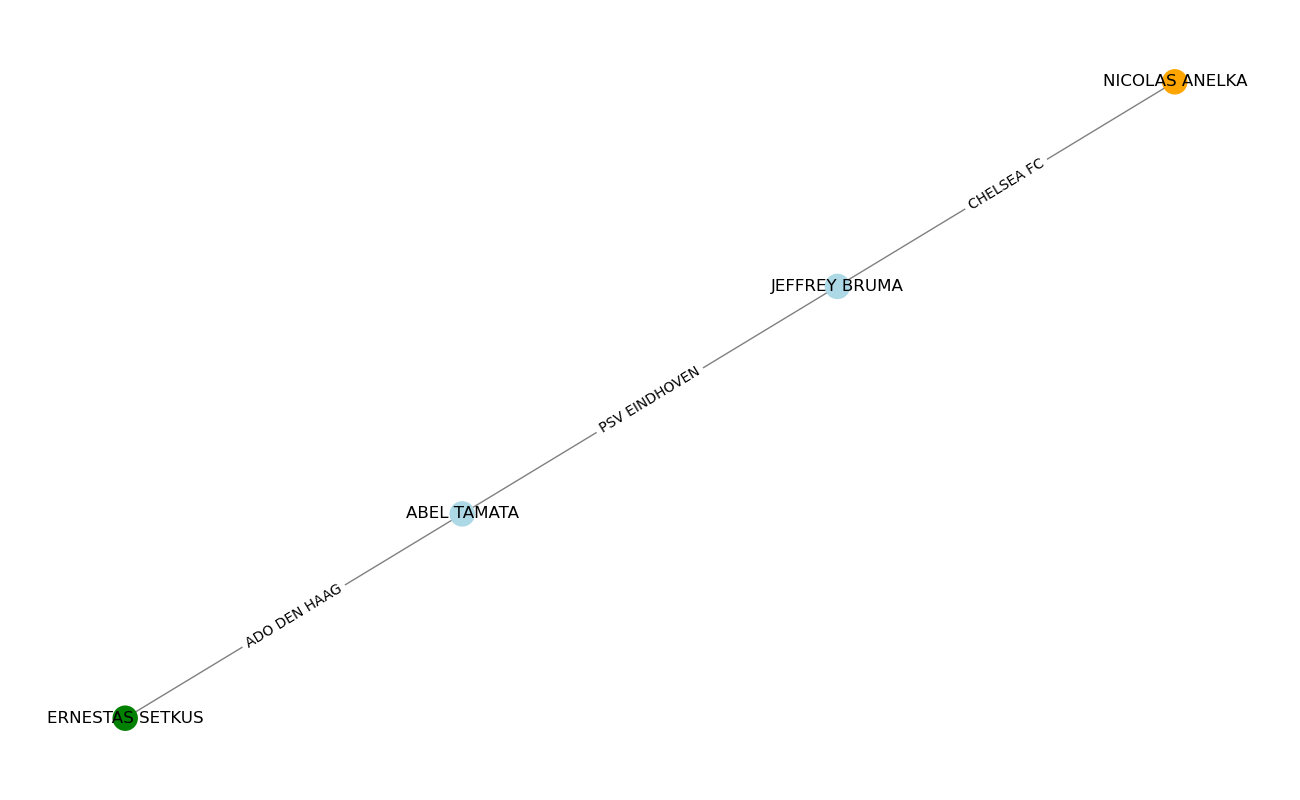 NICOLAS ANELKA
CHELSEA FC
JEFFREY BRUMA
PSV EINDHOVEN
ABEL TAMATA
ADO DEN HAAG
ERNESTAS SETKUS